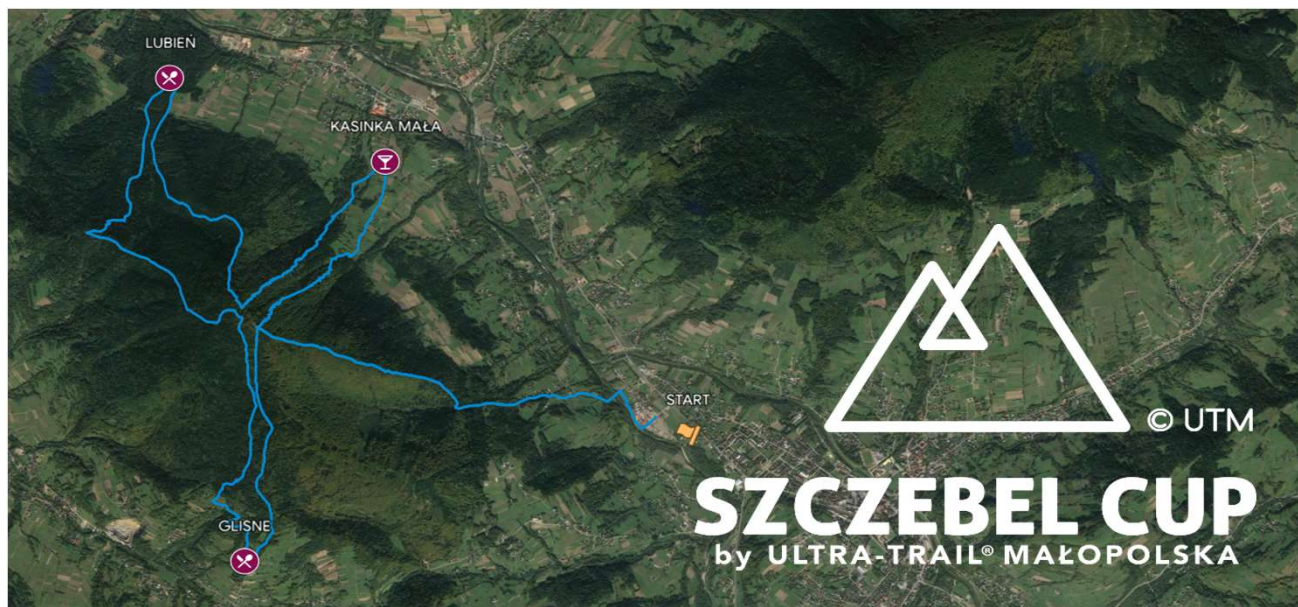 LUBIEŃ
KASINKA MAŁA
START
GLISNE
© UTM
SZCZEBEL CUP
by ULTRA-TRAIL® MAŁOPOLSKA